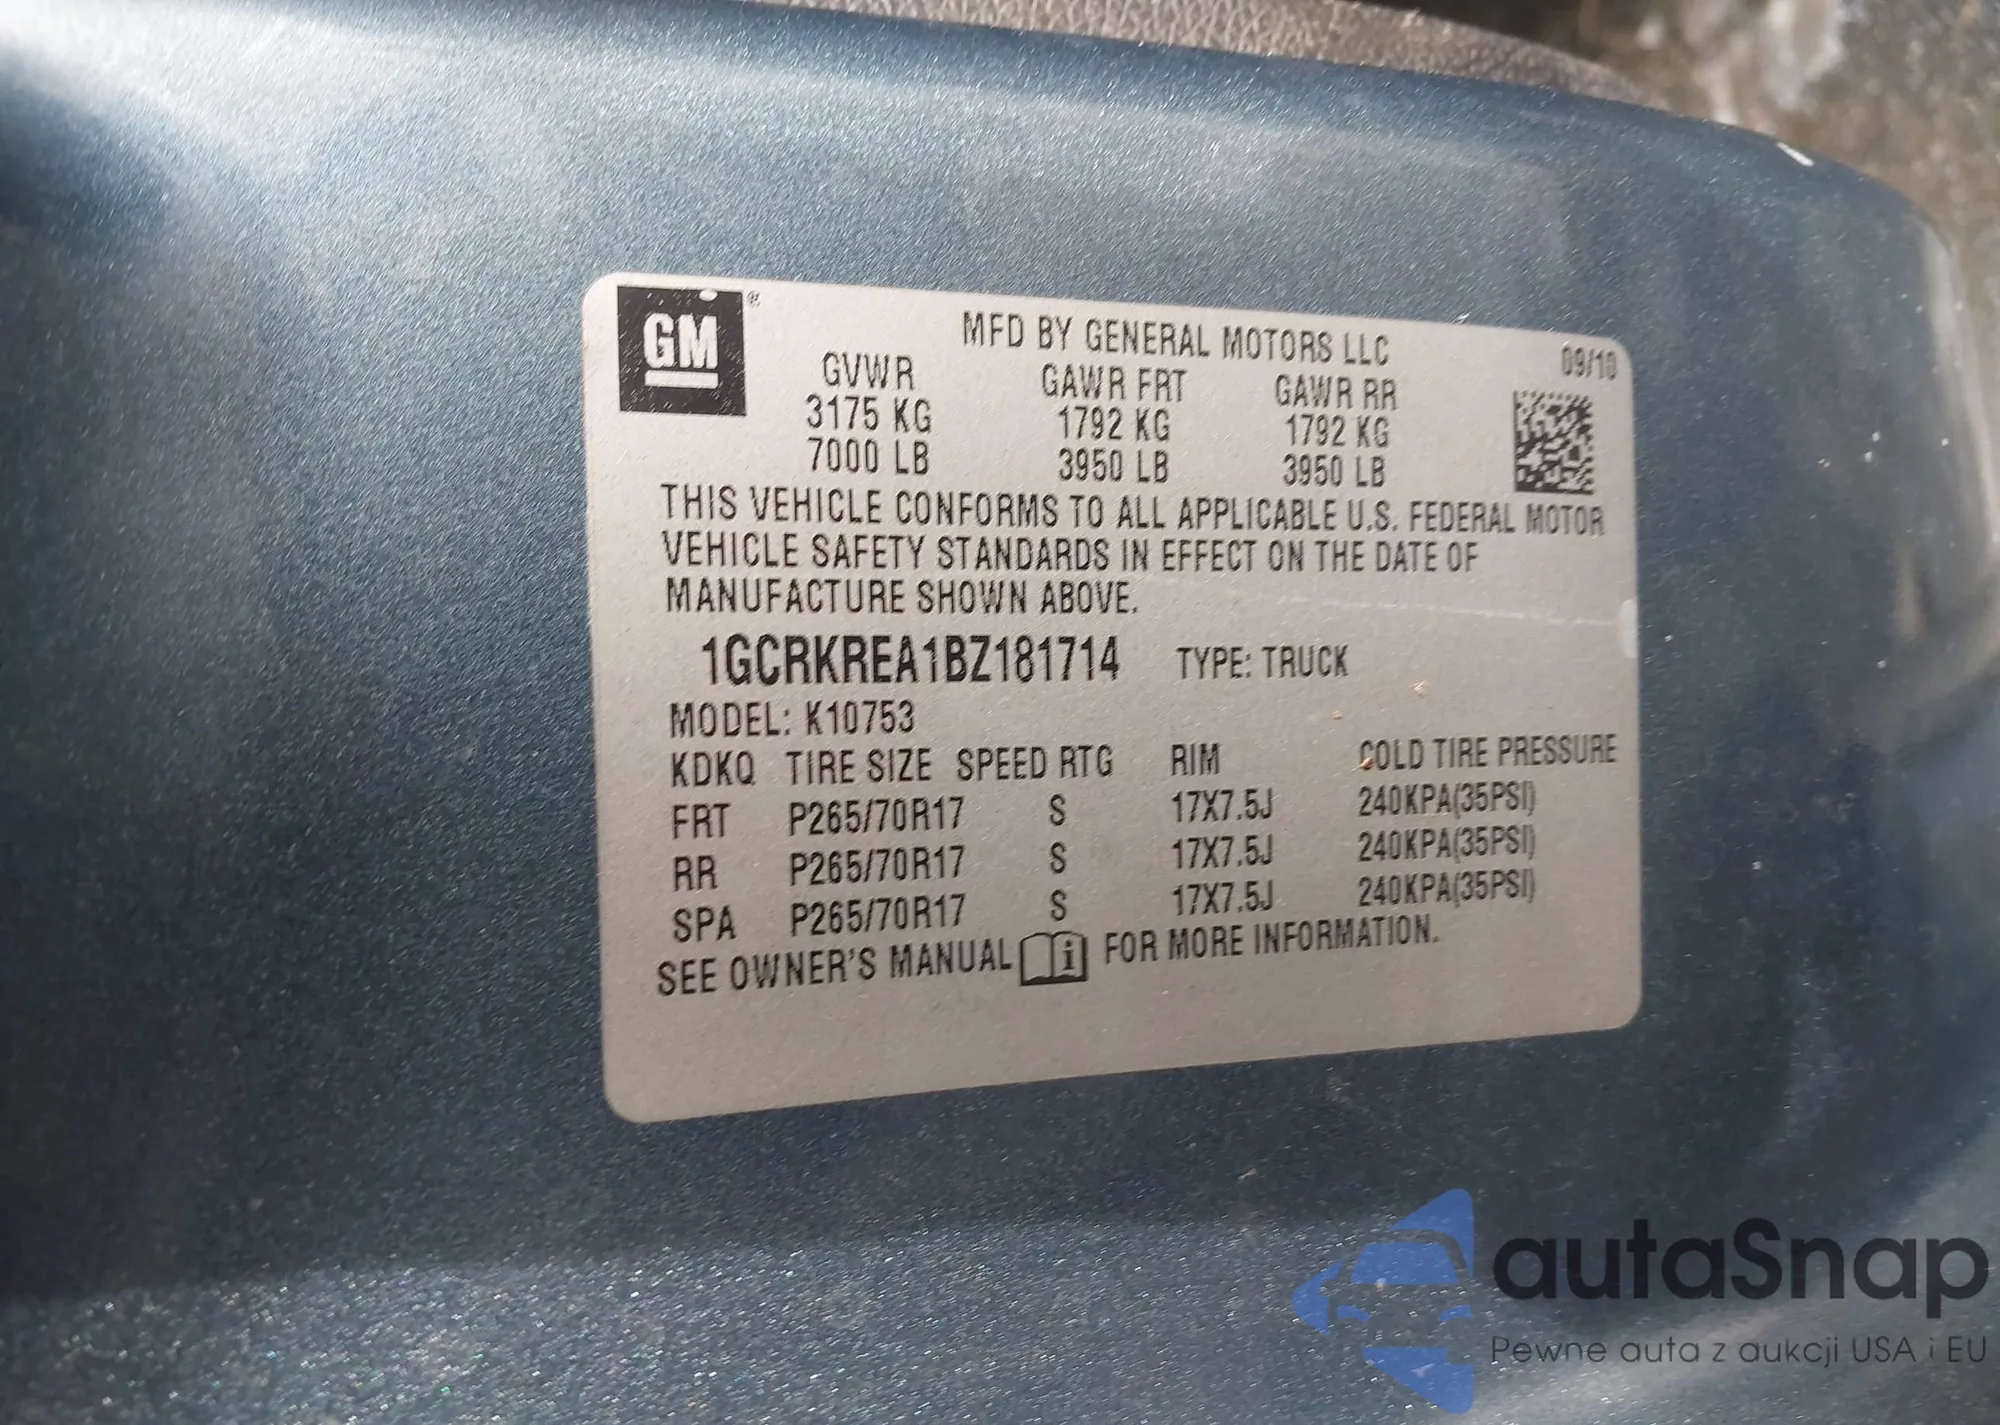 GM ®
MFD BY GENERAL MOTORS LLC 09/10
GVWR GAWR FRT GAWR RR
3175 KG 1792 KG 1792 KG
7000 LB 3950 LB 3950 LB
THIS VEHICLE CONFORMS TO ALL APPLICABLE U.S. FEDERAL MOTOR
VEHICLE SAFETY STANDARDS IN EFFECT ON THE DATE OF
MANUFACTURE SHOWN ABOVE.
1GCRKREA1BZ181714 TYPE: TRUCK
MODEL: K10753
KDKQ TIRE SIZE SPEED RTG RIM COLD TIRE PRESSURE
FRT P265/70R17 S 17X7.5J 240KPA(35PSI)
RR P265/70R17 S 17X7.5J 240KPA(35PSI)
SPA P265/70R17 S 17X7.5J 240KPA(35PSI)
SEE OWNER'S MANUAL i FOR MORE INFORMATION.
autaSnap
Pewne auta z aukcji USA i EU